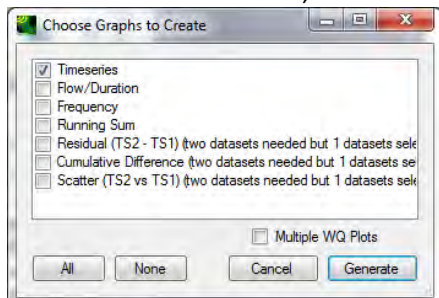 Choose Graphs to Create
Timeseries
Flow/Duration
Frequency
Running Sum
Residual (TS2 - TS1) (two datasets needed but 1 datasets sele
Cumulative Difference (two datasets needed but 1 datasets se
Scatter (TS2 vs TS1) (two datasets needed but 1 datasets sele
Multiple WQ Plots
All None Cancel Generate